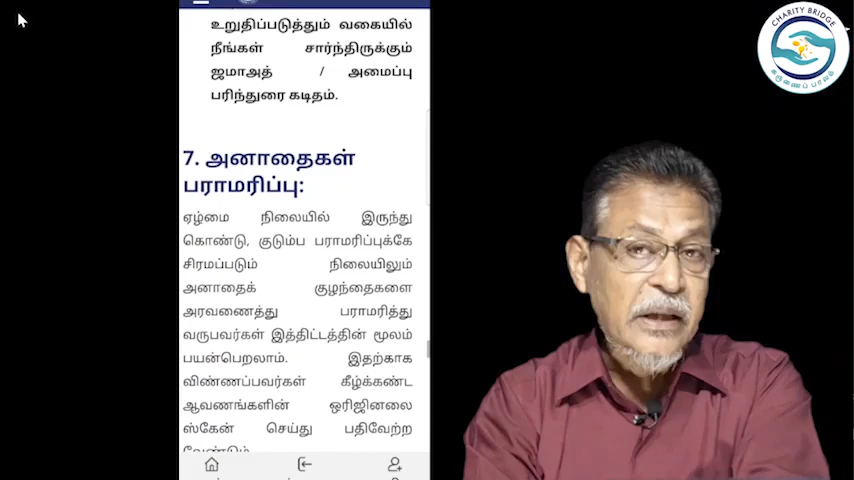 உறுதிப்படுத்தும் வகையில்
நீங்கள் சார்ந்திருக்கும்
ஜமாஅத் / அமைப்பு
பரிந்துரை கடிதம்.
7. அனாதைகள்
பராமரிப்பு:
ஏழ்மை நிலையில் இருந்து
கொண்டு, குடும்ப பராமரிப்புக்கே
சிரமப்படும் நிலையிலும்
அனாதைக் குழந்தைகளை
அரவணைத்து பராமரித்து
வருபவர்கள் இத்திட்டத்தின் மூலம்
பயன்பெறலாம். இதற்காக
விண்ணப்பவர்கள் கீழ்க்கண்ட
ஆவணங்களின் ஒரிஜினலை
ஸ்கேன் செய்து பதிவேற்ற
வேண்டும்
CHARITY BRIDGE
கருணைப் பாலம்